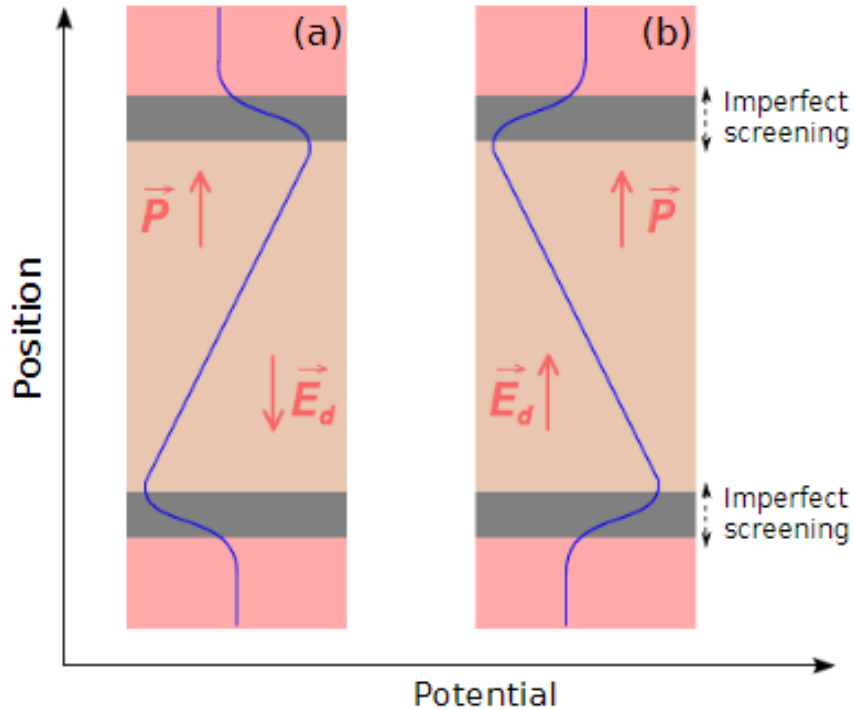 (a)
(b)
Imperfect
screening
P
P
Position
E_d
E_d
Imperfect
screening
Potential